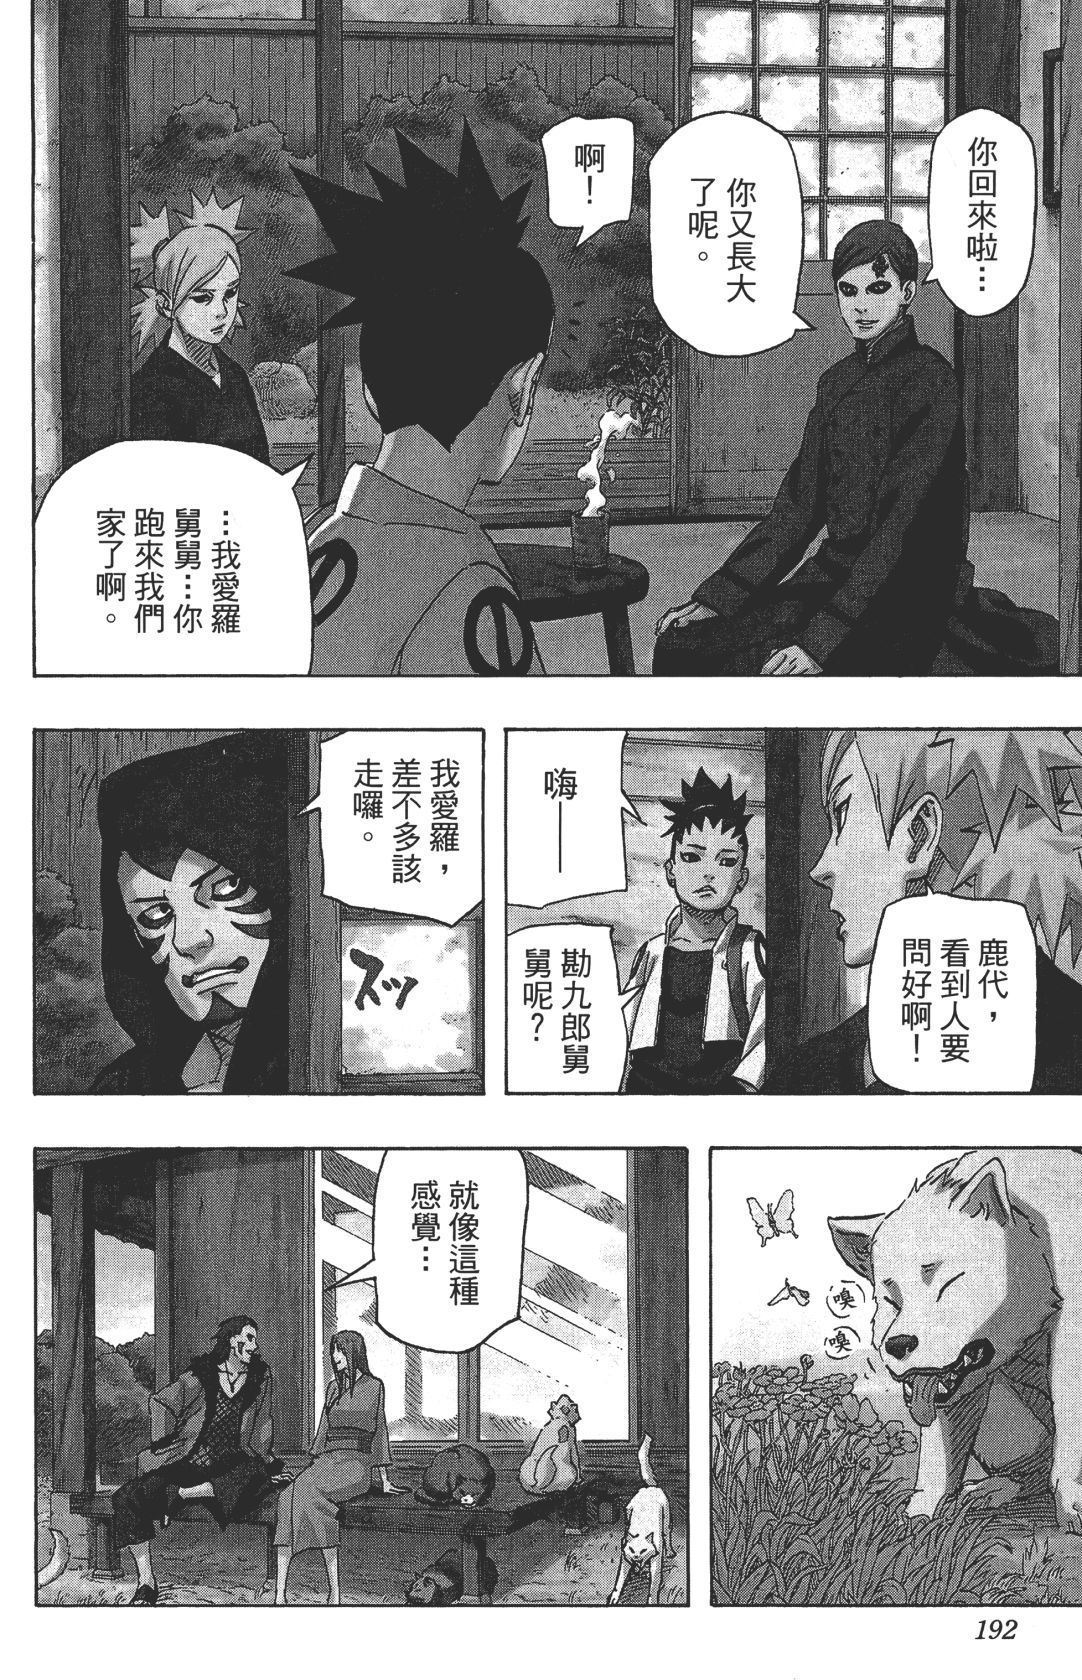 你回來啦…
你又長大
了呢。
啊！
…我愛羅
舅舅…你
跑來我們
家了啊。
鹿代，
看到人要
問好啊！
嗨——
勘九郎舅
舅呢？
我愛羅，
差不多該
走囉。
スッ
嗅
嗅
就像這種
感覺…
192